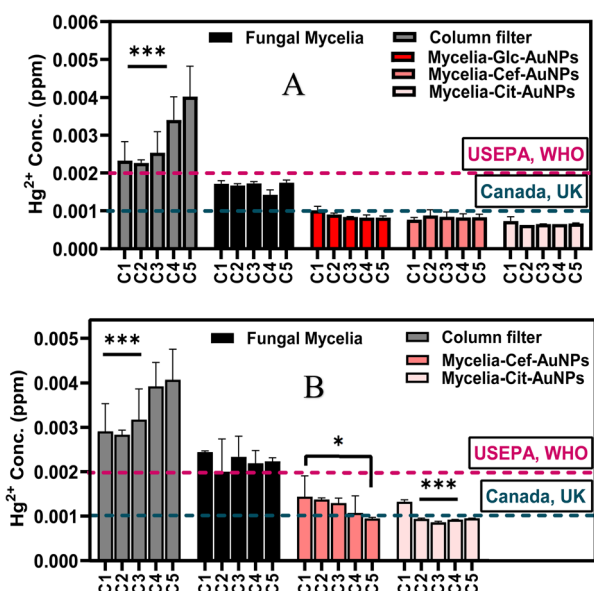 0.006
0.005
0.004
0.003
0.002
0.001
0.000
Hg2+ Conc. (ppm)
***
Fungal Mycelia
Column filter
Mycelia-Glc-AuNPs
Mycelia-Cef-AuNPs
Mycelia-Cit-AuNPs
A
USEPA, WHO
Canada, UK
C1 C2 C3 C4 C5 C1 C2 C3 C4 C5 C1 C2 C3 C4 C5 C1 C2 C3 C4 C5 C1 C2 C3 C4 C5
0.005
0.004
0.003
0.002
0.001
0.000
Hg2+ Conc. (ppm)
***
Fungal Mycelia
Column filter
Mycelia-Cef-AuNPs
Mycelia-Cit-AuNPs
B
USEPA, WHO
*
***
Canada, UK
C1 C2 C3 C4 C5 C1 C2 C3 C4 C5 C1 C2 C3 C4 C5 C1 C2 C3 C4 C5